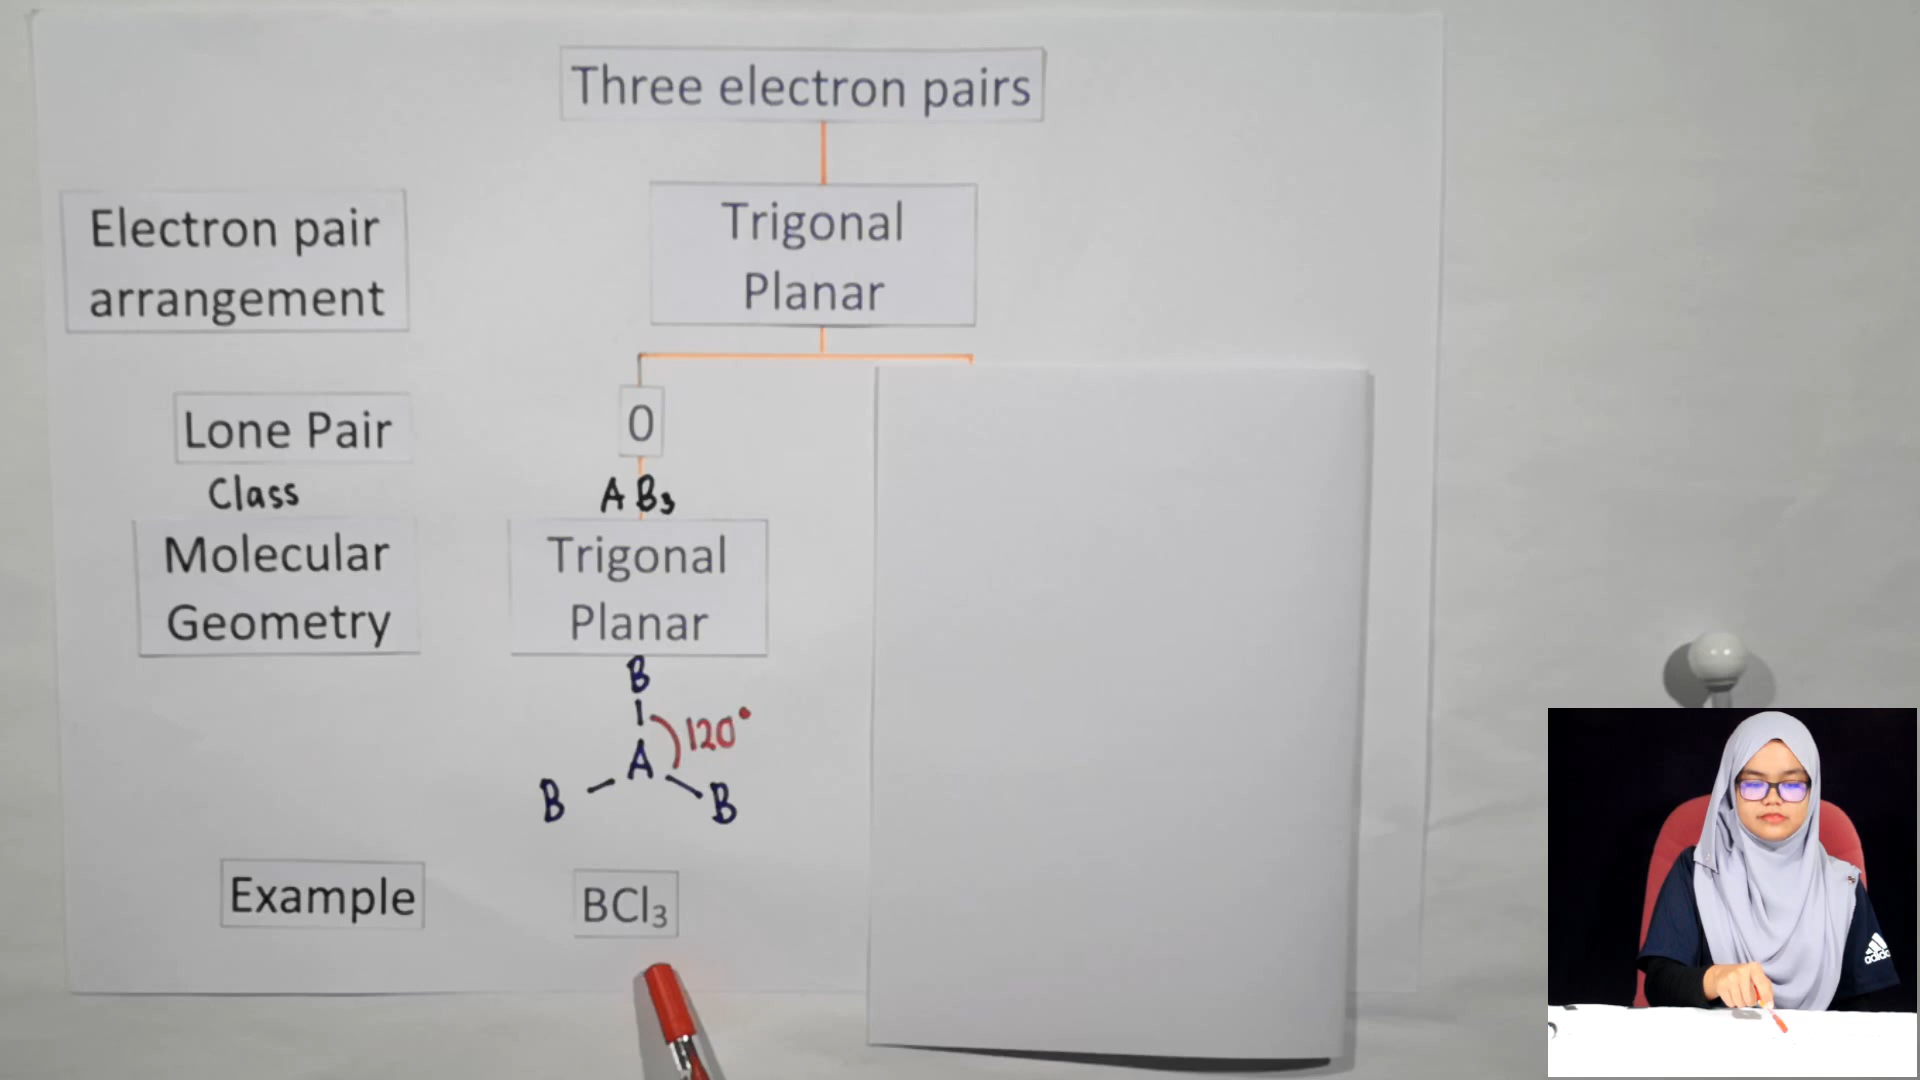 Three electron pairs
Electron pair
arrangement
Trigonal
Planar
Lone Pair
0
Class
AB₃
Molecular
Geometry
Trigonal
Planar
B
A
120°
B
B
Example
BCl₃
adidas